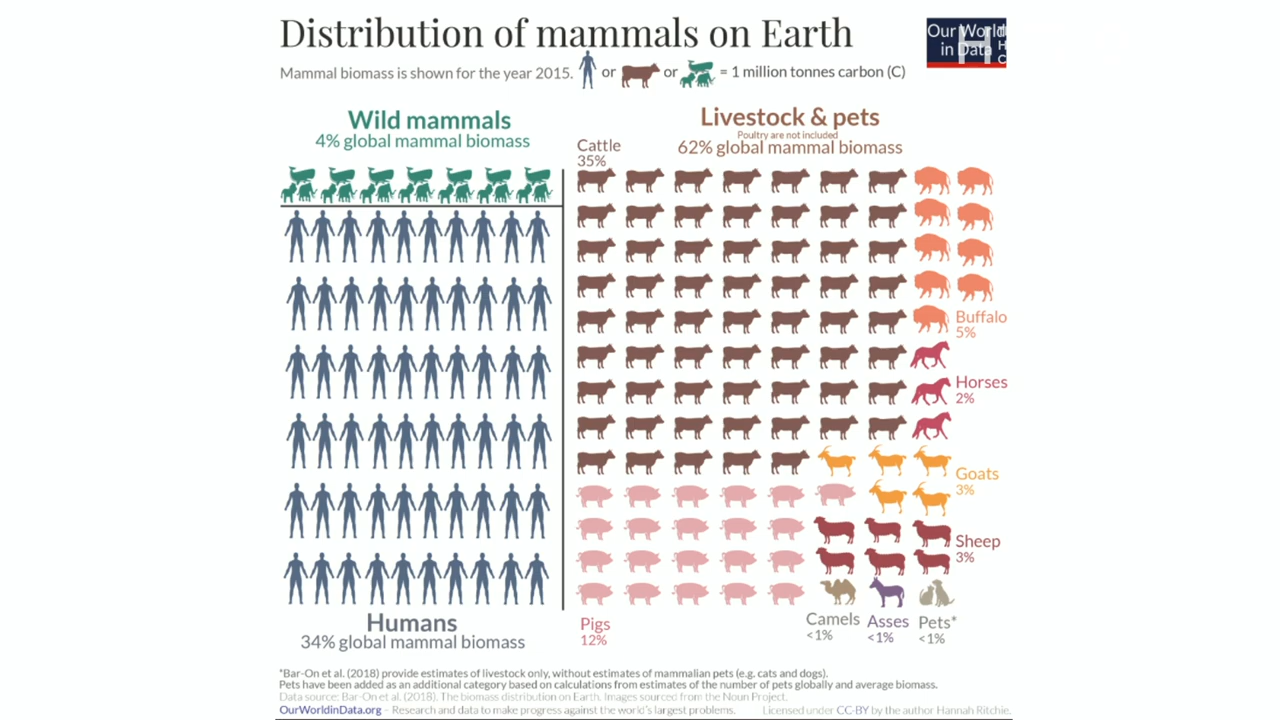 Distribution of mammals on Earth
Our World
in Data
Mammal biomass is shown for the year 2015. or or = 1 million tonnes carbon (C)
Wild mammals
4% global mammal biomass
Livestock & pets
Poultry are not included
62% global mammal biomass
Cattle
35%
Buffalo
5%
Horses
2%
Goats
3%
Sheep
3%
Humans
34% global mammal biomass
Pigs
12%
Camels
<1%
Asses
<1%
Pets*
<1%
*Bar-On et al. (2018) provide estimates of livestock only, without estimates of mammalian pets (e.g. cats and dogs).
Pets have been added as an additional category based on calculations from estimates of the number of pets globally and average biomass.
Data source: Bar-On et al. (2018). The biomass distribution on Earth. Images sourced from the Noun Project.
OurWorldinData.org – Research and data to make progress against the world's largest problems. Licensed under CC-BY by the author Hannah Ritchie.